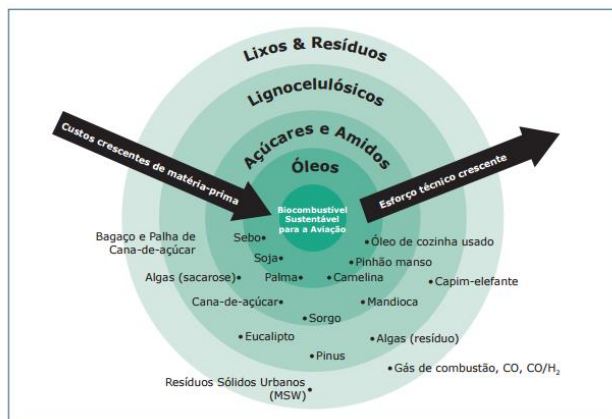 Lixos & Resíduos
Lignocelulósicos
Açúcares e Amidos
Óleos
Custos crescentes de matéria-prima
Esforço técnico crescente
Biocombustível
Sustentável
para a Aviação
Bagaço e Palha de
Cana-de-açúcar
Sebo
Óleo de cozinha usado
Soja
Pinhão manso
Algas (sacarose)
Palma
Camelina
Capim-elefante
Cana-de-açúcar
Mandioca
Sorgo
Eucalipto
Algas (resíduo)
Pinus
Gás de combustão, CO, CO/H₂
Resíduos Sólidos Urbanos
(MSW)